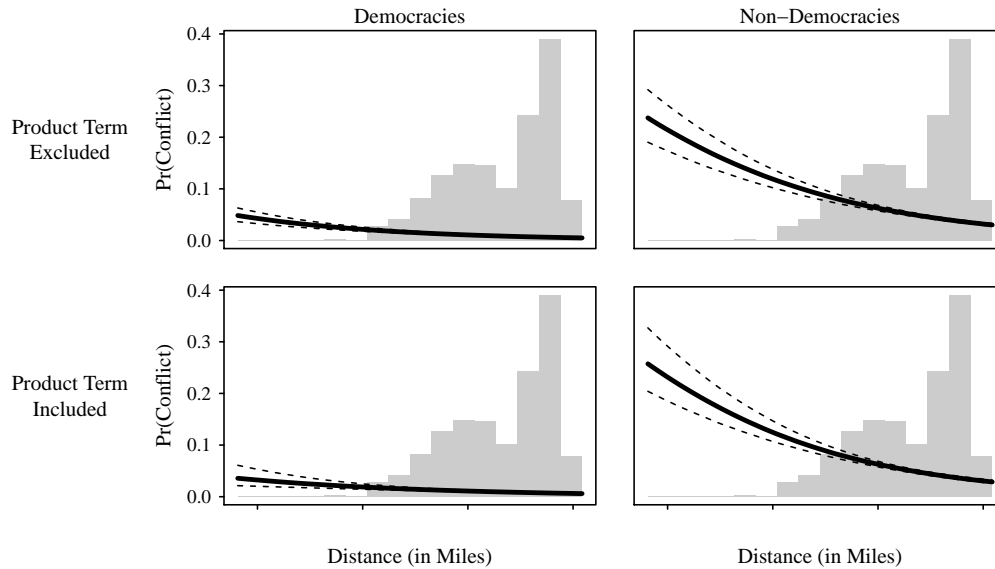 Democracies
Non−Democracies
Product Term
Excluded
Pr(Conflict)
0.4
0.3
0.2
0.1
0.0
Product Term
Included
Pr(Conflict)
0.4
0.3
0.2
0.1
0.0
Distance (in Miles)
Distance (in Miles)